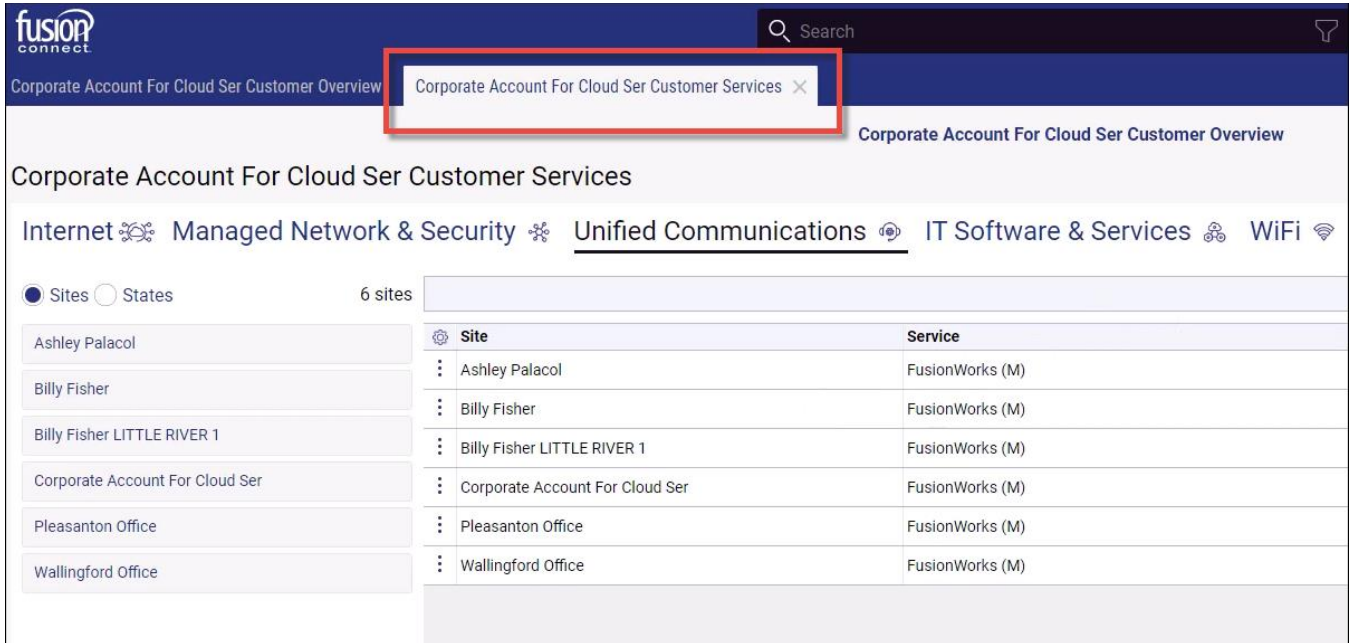 fusion
connect
Search
Corporate Account For Cloud Ser Customer Overview
Corporate Account For Cloud Ser Customer Services
Corporate Account For Cloud Ser Customer Overview
Corporate Account For Cloud Ser Customer Services
Internet Managed Network & Security Unified Communications IT Software & Services WiFi
Sites States 6 sites
Ashley Palacol
Billy Fisher
Billy Fisher LITTLE RIVER 1
Corporate Account For Cloud Ser
Pleasanton Office
Wallingford Office
Site Service
Ashley Palacol FusionWorks (M)
Billy Fisher FusionWorks (M)
Billy Fisher LITTLE RIVER 1 FusionWorks (M)
Corporate Account For Cloud Ser FusionWorks (M)
Pleasanton Office FusionWorks (M)
Wallingford Office FusionWorks (M)